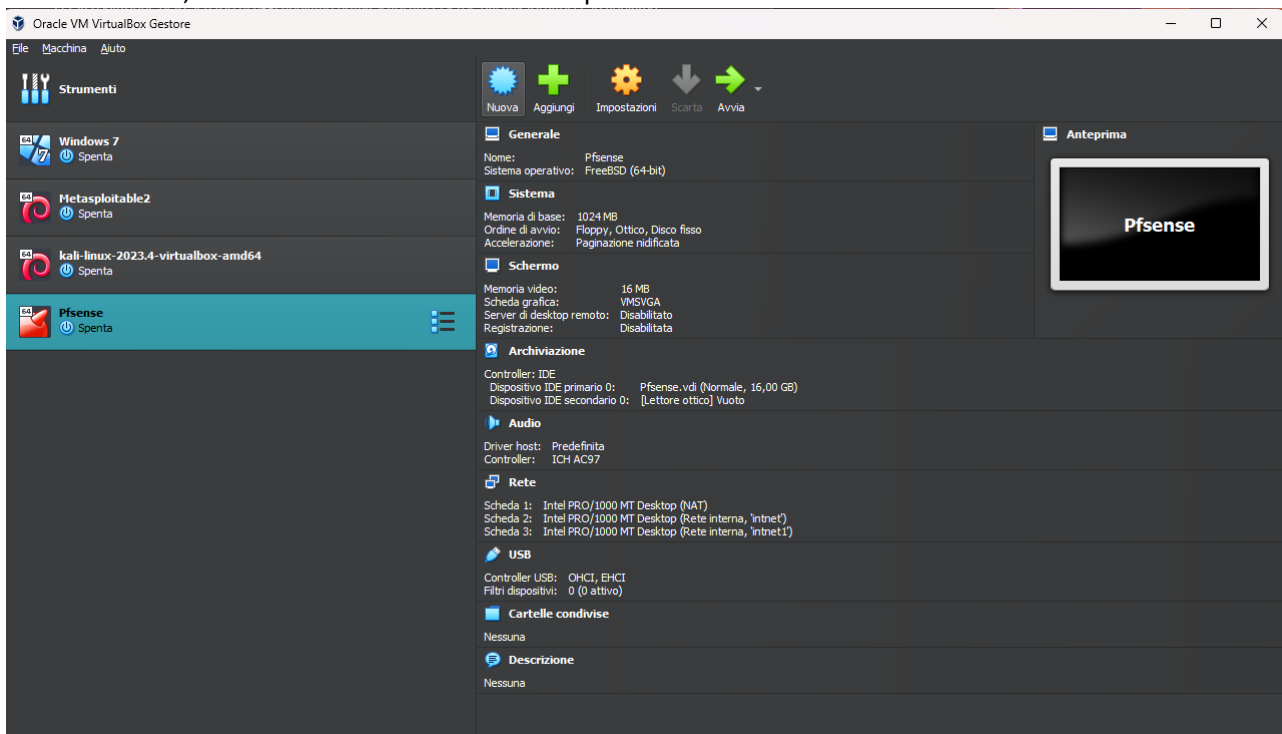 Oracle VM VirtualBox Gestore
File Macchina Aiuto
Strumenti
Nuova Aggiungi Impostazioni Scarta Avvia
64 7 Windows 7
Spenta
64 Metasploitable2
Spenta
64 kali-linux-2023.4-virtualbox-amd64
Spenta
64 Pfsense
Spenta
Generale
Nome: Pfsense
Sistema operativo: FreeBSD (64-bit)
Sistema
Memoria di base: 1024 MB
Ordine di avvio: Floppy, Ottico, Disco fisso
Accelerazione: Paginazione nidificata
Schermo
Memoria video: 16 MB
Scheda grafica: VMSVGA
Server di desktop remoto: Disabilitato
Registrazione: Disabilitata
Archiviazione
Controller: IDE
Dispositivo IDE primario 0: Pfsense.vdi (Normale, 16,00 GB)
Dispositivo IDE secondario 0: [Lettore ottico] Vuoto
Audio
Driver host: Predefinita
Controller: ICH AC97
Rete
Scheda 1: Intel PRO/1000 MT Desktop (NAT)
Scheda 2: Intel PRO/1000 MT Desktop (Rete interna, 'intnet')
Scheda 3: Intel PRO/1000 MT Desktop (Rete interna, 'intnet1')
USB
Controller USB: OHCI, EHCI
Filtri dispositivi: 0 (0 attivo)
Cartelle condivise
Nessuna
Descrizione
Nessuna
Anteprima
Pfsense